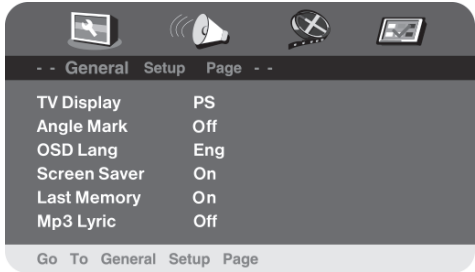 - - General Setup Page - -
TV Display PS
Angle Mark Off
OSD Lang Eng
Screen Saver On
Last Memory On
Mp3 Lyric Off
Go To General Setup Page